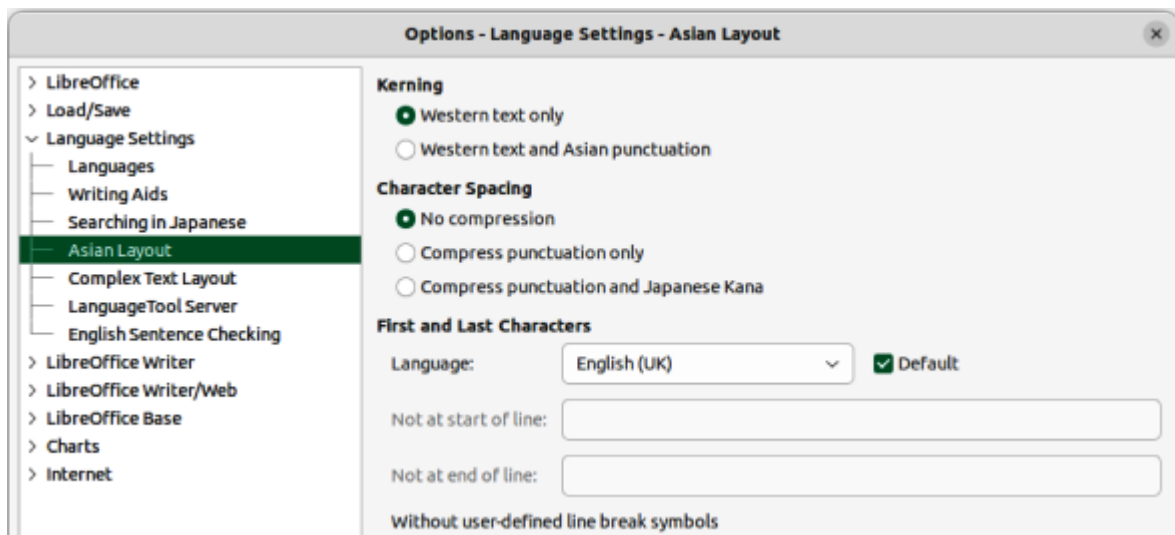 Options - Language Settings - Asian Layout
LibreOffice
Load/Save
Language Settings
Languages
Writing Aids
Searching in Japanese
Asian Layout
Complex Text Layout
LanguageTool Server
English Sentence Checking
LibreOffice Writer
LibreOffice Writer/Web
LibreOffice Base
Charts
Internet
Kerning
Western text only
Western text and Asian punctuation
Character Spacing
No compression
Compress punctuation only
Compress punctuation and Japanese Kana
First and Last Characters
Language: English (UK) Default
Not at start of line:
Not at end of line:
Without user-defined line break symbols